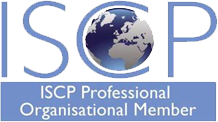 ISCP
ISCP Professional
Organisational Member